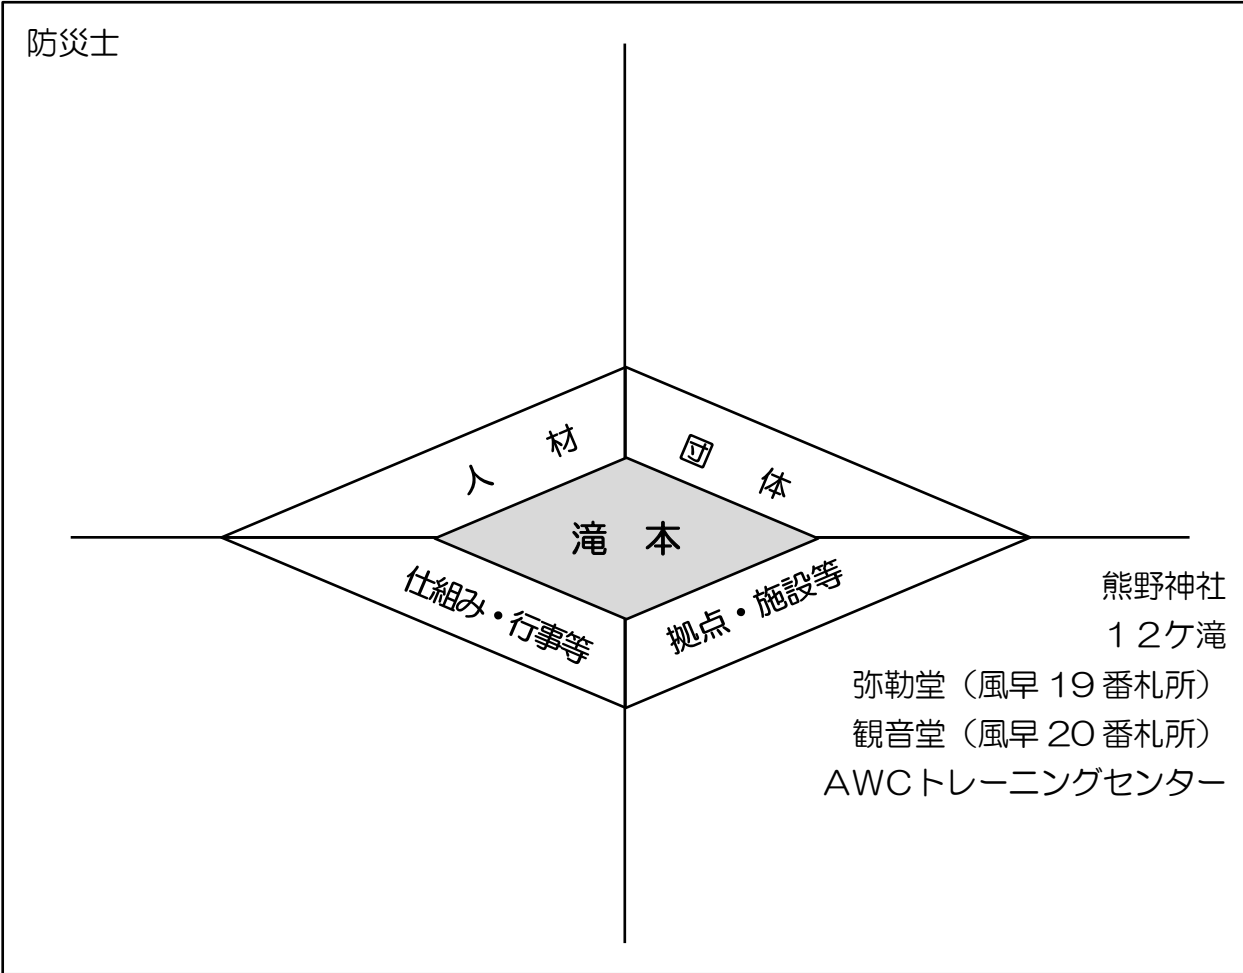 防災士
人材
団体
滝本
仕組み・行事等
拠点・施設等
熊野神社
12ケ滝
弥勒堂（風早19番札所）
観音堂（風早20番札所）
AWCトレーニングセンター